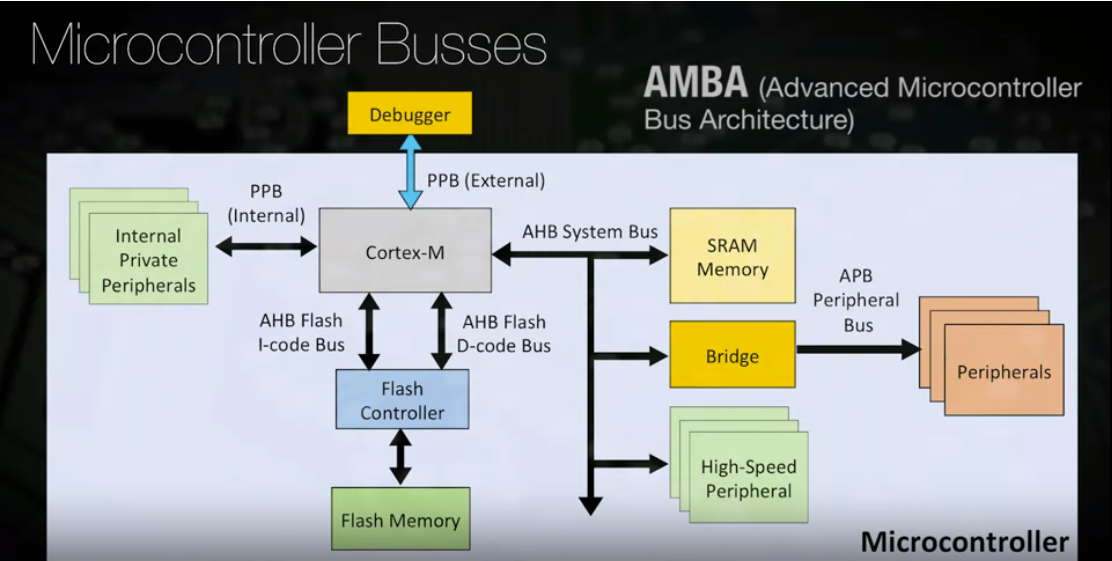 Microcontroller Busses
AMBA (Advanced Microcontroller
Bus Architecture)
Debugger
PPB (External)
PPB
(Internal)
Internal
Private
Peripherals
Cortex-M
AHB System Bus
SRAM
Memory
APB
Peripheral
Bus
AHB Flash
I-code Bus
AHB Flash
D-code Bus
Bridge
Peripherals
Flash
Controller
High-Speed
Peripheral
Flash Memory
Microcontroller